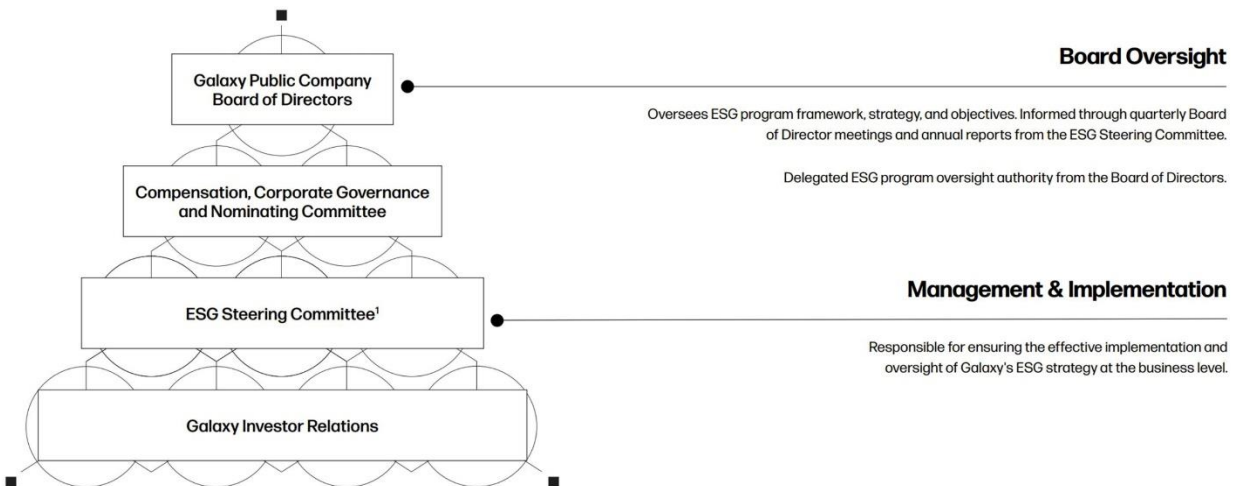 Galaxy Public Company
Board of Directors
Board Oversight
Oversees ESG program framework, strategy, and objectives. Informed through quarterly Board
of Director meetings and annual reports from the ESG Steering Committee.
Delegated ESG program oversight authority from the Board of Directors.
Compensation, Corporate Governance
and Nominating Committee
ESG Steering Committee¹
Management & Implementation
Responsible for ensuring the effective implementation and
oversight of Galaxy's ESG strategy at the business level.
Galaxy Investor Relations